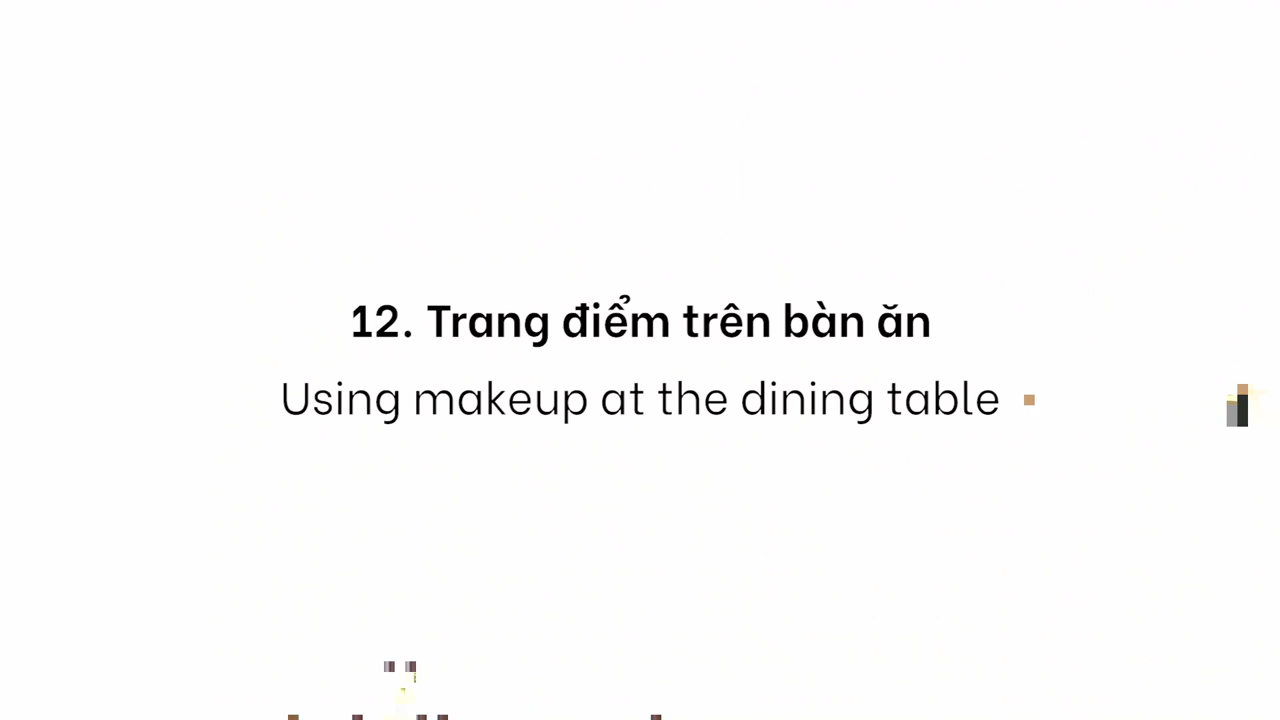 12. Trang điểm trên bàn ăn
Using makeup at the dining table